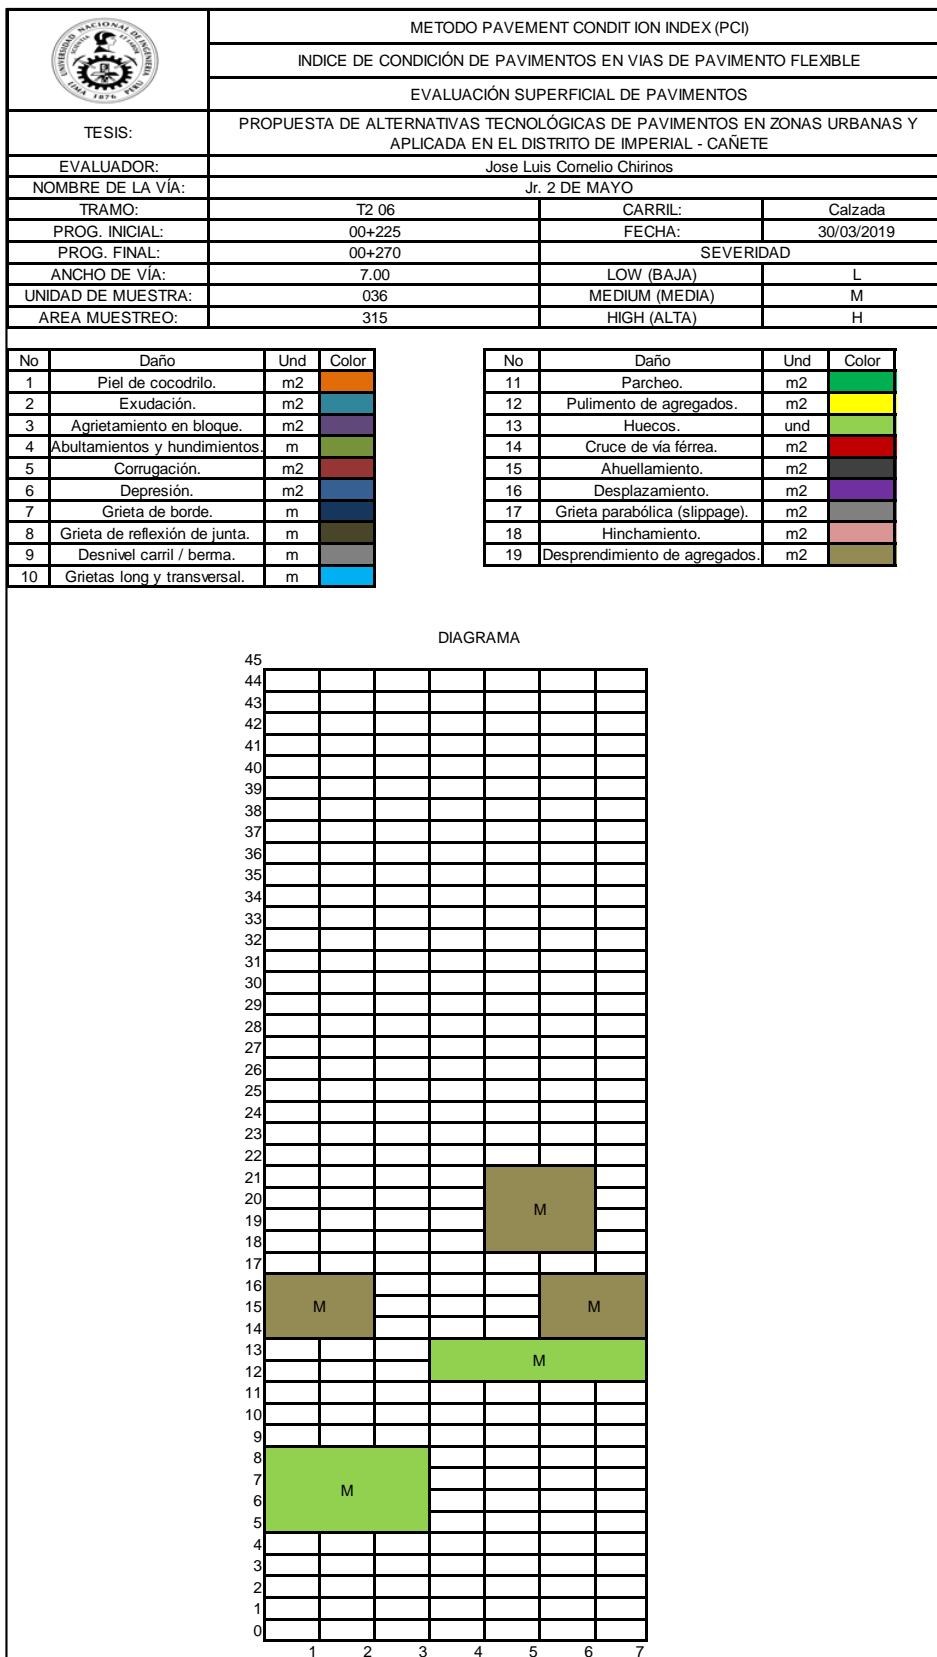 UNIVERSIDAD NACIONAL DE INGENIERIA
SCIENTIA ET LABOR
LIMA 1876 PERU
METODO PAVEMENT CONDIT ION INDEX (PCI)
INDICE DE CONDICIÓN DE PAVIMENTOS EN VIAS DE PAVIMENTO FLEXIBLE
EVALUACIÓN SUPERFICIAL DE PAVIMENTOS
TESIS: PROPUESTA DE ALTERNATIVAS TECNOLÓGICAS DE PAVIMENTOS EN ZONAS URBANAS Y
APLICADA EN EL DISTRITO DE IMPERIAL - CAÑETE
EVALUADOR: Jose Luis Cornelio Chirinos
NOMBRE DE LA VÍA: Jr. 2 DE MAYO
TRAMO: T2 06 CARRIL: Calzada
PROG. INICIAL: 00+225 FECHA: 30/03/2019
PROG. FINAL: 00+270 SEVERIDAD
ANCHO DE VÍA: 7.00 LOW (BAJA) L
UNIDAD DE MUESTRA: 036 MEDIUM (MEDIA) M
AREA MUESTREO: 315 HIGH (ALTA) H
No Daño Und Color
1 Piel de cocodrilo. m2
2 Exudación. m2
3 Agrietamiento en bloque. m2
4 Abultamientos y hundimientos. m
5 Corrugación. m2
6 Depresión. m2
7 Grieta de borde. m
8 Grieta de reflexión de junta. m
9 Desnivel carril / berma. m
10 Grietas long y transversal. m
No Daño Und Color
11 Parcheo. m2
12 Pulimento de agregados. m2
13 Huecos. und
14 Cruce de vía férrea. m2
15 Ahuellamiento. m2
16 Desplazamiento. m2
17 Grieta parabólica (slippage). m2
18 Hinchamiento. m2
19 Desprendimiento de agregados. m2
DIAGRAMA
45
44
43
42
41
40
39
38
37
36
35
34
33
32
31
30
29
28
27
26
25
24
23
22
21
20
19 M
18
17
16
15 M M
14
13
12 M
11
10
9
8
7
6 M
5
4
3
2
1
0
1 2 3 4 5 6 7